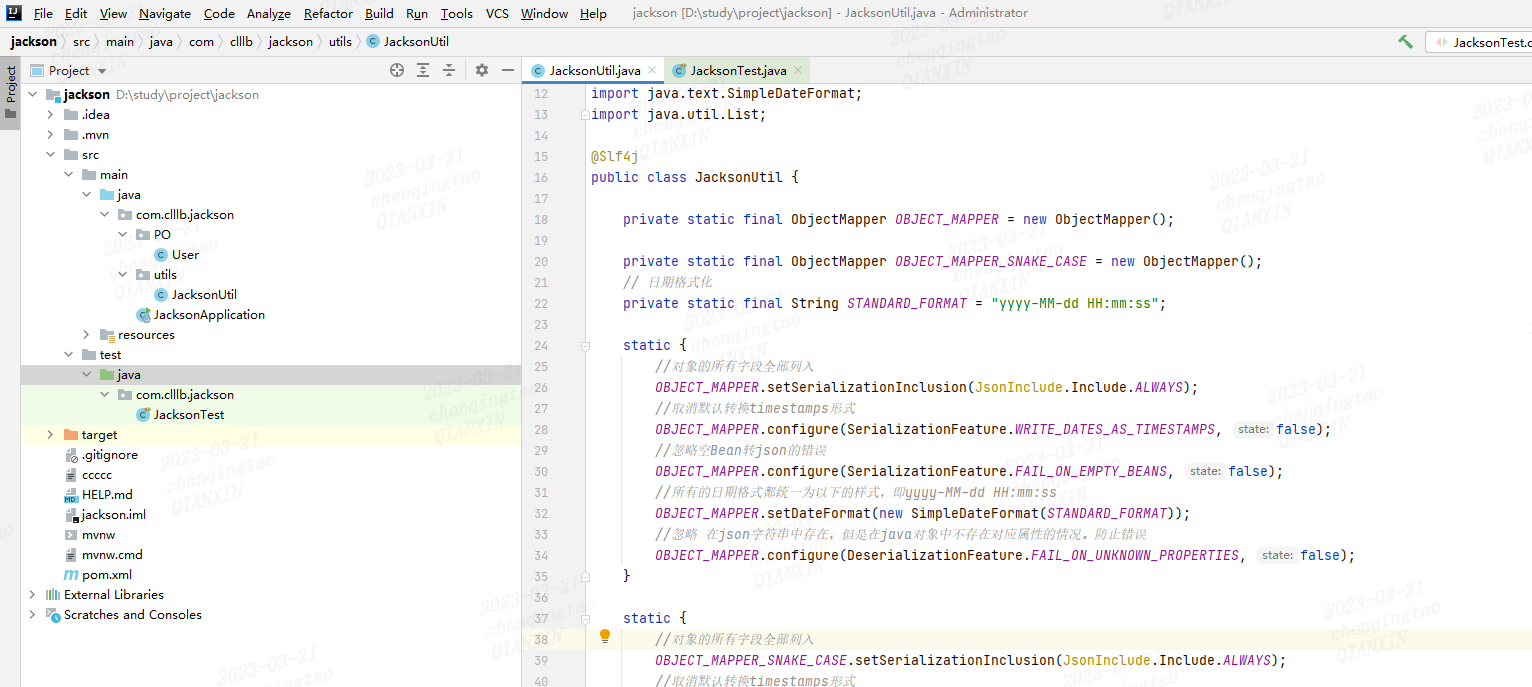 File Edit View Navigate Code Analyze Refactor Build Run Tools VCS Window Help jackson [D:\study\project\jackson] - JacksonUtil.java - Administrator
jackson src main java com clllb jackson utils JacksonUtil JacksonTest.c
Project
Project
JacksonUtil.java JacksonTest.java
jackson D:\study\project\jackson
.idea
.mvn
src
main
java
com.clllb.jackson
PO
User
utils
JacksonUtil
JacksonApplication
resources
test
java
com.clllb.jackson
JacksonTest
target
.gitignore
ccccc
HELP.md
jackson.iml
mvnw
mvnw.cmd
pom.xml
External Libraries
Scratches and Consoles
12 import java.text.SimpleDateFormat;
13 import java.util.List;
14
15 @Slf4j
16 public class JacksonUtil {
17
18 private static final ObjectMapper OBJECT_MAPPER = new ObjectMapper();
19
20 private static final ObjectMapper OBJECT_MAPPER_SNAKE_CASE = new ObjectMapper();
21 // 日期格式化
22 private static final String STANDARD_FORMAT = "yyyy-MM-dd HH:mm:ss";
23
24 static {
25 //对象的所有字段全部列入
26 OBJECT_MAPPER.setSerializationInclusion(JsonInclude.Include.ALWAYS);
27 //取消默认转换timestamps形式
28 OBJECT_MAPPER.configure(SerializationFeature.WRITE_DATES_AS_TIMESTAMPS, state: false);
29 //忽略空Bean转json的错误
30 OBJECT_MAPPER.configure(SerializationFeature.FAIL_ON_EMPTY_BEANS, state: false);
31 //所有的日期格式都统一为以下的样式，即yyyy-MM-dd HH:mm:ss
32 OBJECT_MAPPER.setDateFormat(new SimpleDateFormat(STANDARD_FORMAT));
33 //忽略 在json字符串中存在，但是在java对象中不存在对应属性的情况。防止错误
34 OBJECT_MAPPER.configure(DeserializationFeature.FAIL_ON_UNKNOWN_PROPERTIES, state: false);
35 }
36
37 static {
38 //对象的所有字段全部列入
39 OBJECT_MAPPER_SNAKE_CASE.setSerializationInclusion(JsonInclude.Include.ALWAYS);
40 //取消默认转换timestamps形式
2023-03-21
chenqingtao
QIANXIN